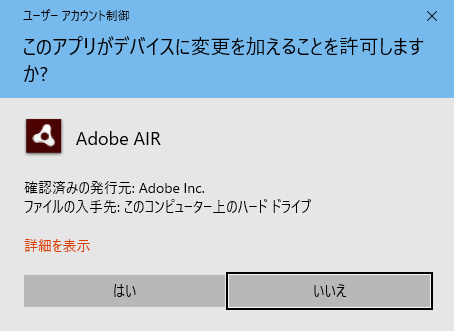 ユーザー アカウント制御
このアプリがデバイスに変更を加えることを許可します
か?
Adobe AIR
確認済みの発行元: Adobe Inc.
ファイルの入手先: このコンピューター上のハード ドライブ
詳細を表示
はい
いいえ